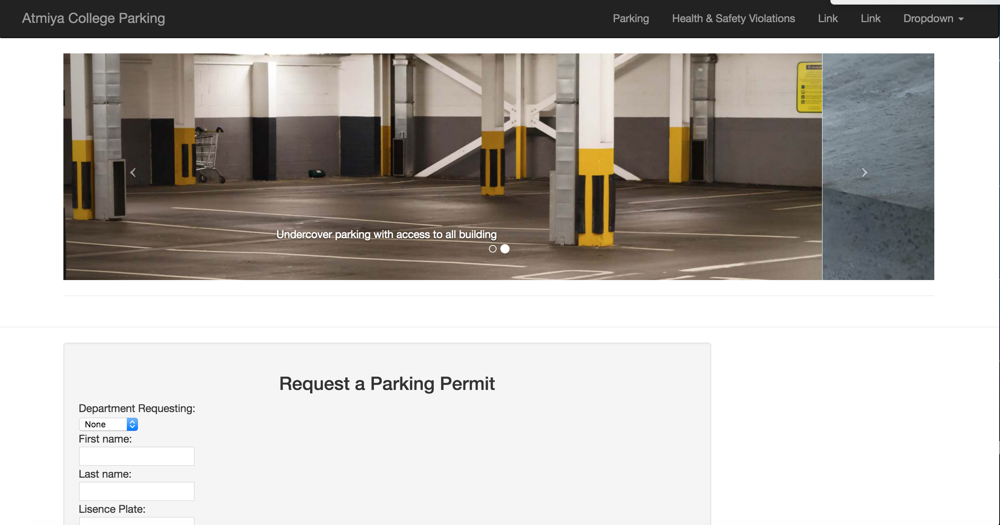 Atmiya College Parking Parking Health & Safety Violations Link Link Dropdown
Undercover parking with access to all building
Request a Parking Permit
Department Requesting:
None
First name:
Last name:
Lisence Plate: